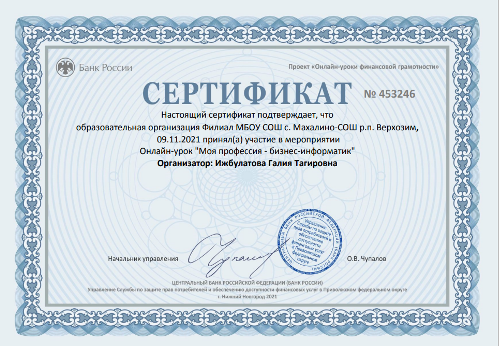 Банк России
Проект «Онлайн-уроки финансовой грамотности»
СЕРТИФИКАТ № 453246
Настоящий сертификат подтверждает, что
образовательная организация Филиал МБОУ СОШ с. Махалино-СОШ р.п. Верхозим,
09.11.2021 принял(а) участие в мероприятии
Онлайн-урок "Моя профессия - бизнес-информатик"
Организатор: Ижбулатова Галия Тагировна
Начальник управления
О.В. Чупалов
ЦЕНТРАЛЬНЫЙ БАНК РОССИЙСКОЙ ФЕДЕРАЦИИ (БАНК РОССИИ)
Управление Службы по защите прав потребителей и обеспечению доступности финансовых услуг в Приволжском федеральном округе
г. Нижний Новгород 2021